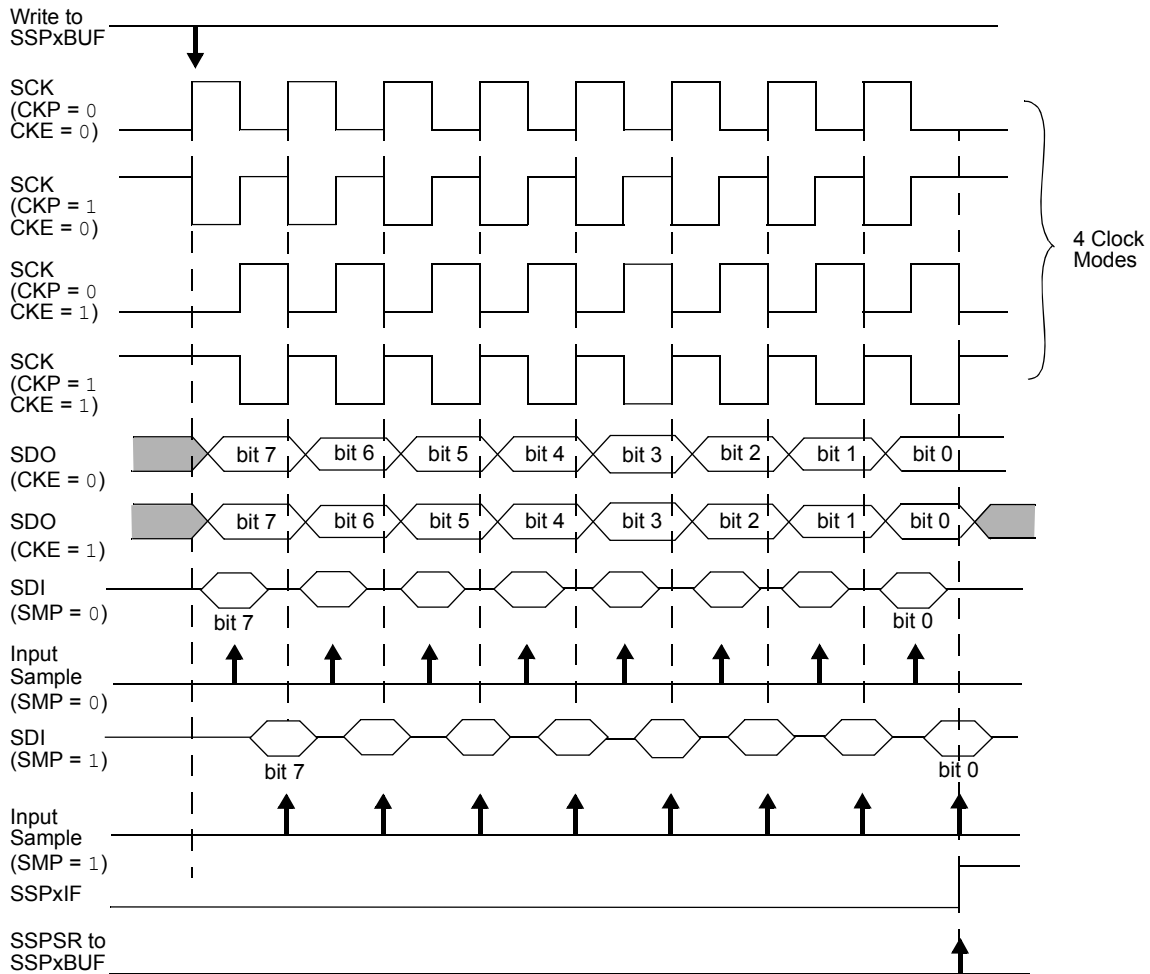 Write to
SSPxBUF
SCK
(CKP = 0
CKE = 0)
SCK
(CKP = 1
CKE = 0)
SCK
(CKP = 0
CKE = 1)
SCK
(CKP = 1
CKE = 1)
4 Clock
Modes
SDO
(CKE = 0)
bit 7 bit 6 bit 5 bit 4 bit 3 bit 2 bit 1 bit 0
SDO
(CKE = 1)
bit 7 bit 6 bit 5 bit 4 bit 3 bit 2 bit 1 bit 0
SDI
(SMP = 0)
bit 7 bit 0
Input
Sample
(SMP = 0)
SDI
(SMP = 1)
bit 7 bit 0
Input
Sample
(SMP = 1)
SSPxIF
SSPSR to
SSPxBUF